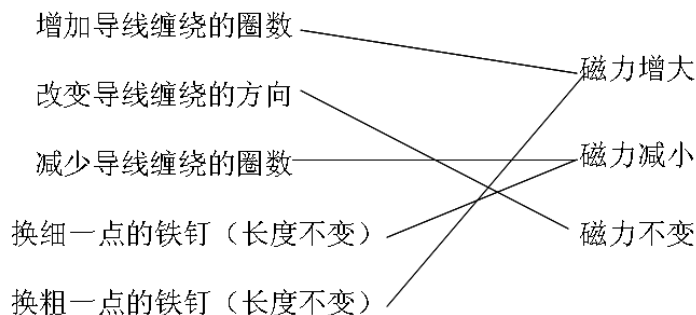 增加导线缠绕的圈数
磁力增大
改变导线缠绕的方向
减少导线缠绕的圈数
磁力减小
换细一点的铁钉（长度不变）
磁力不变
换粗一点的铁钉（长度不变）